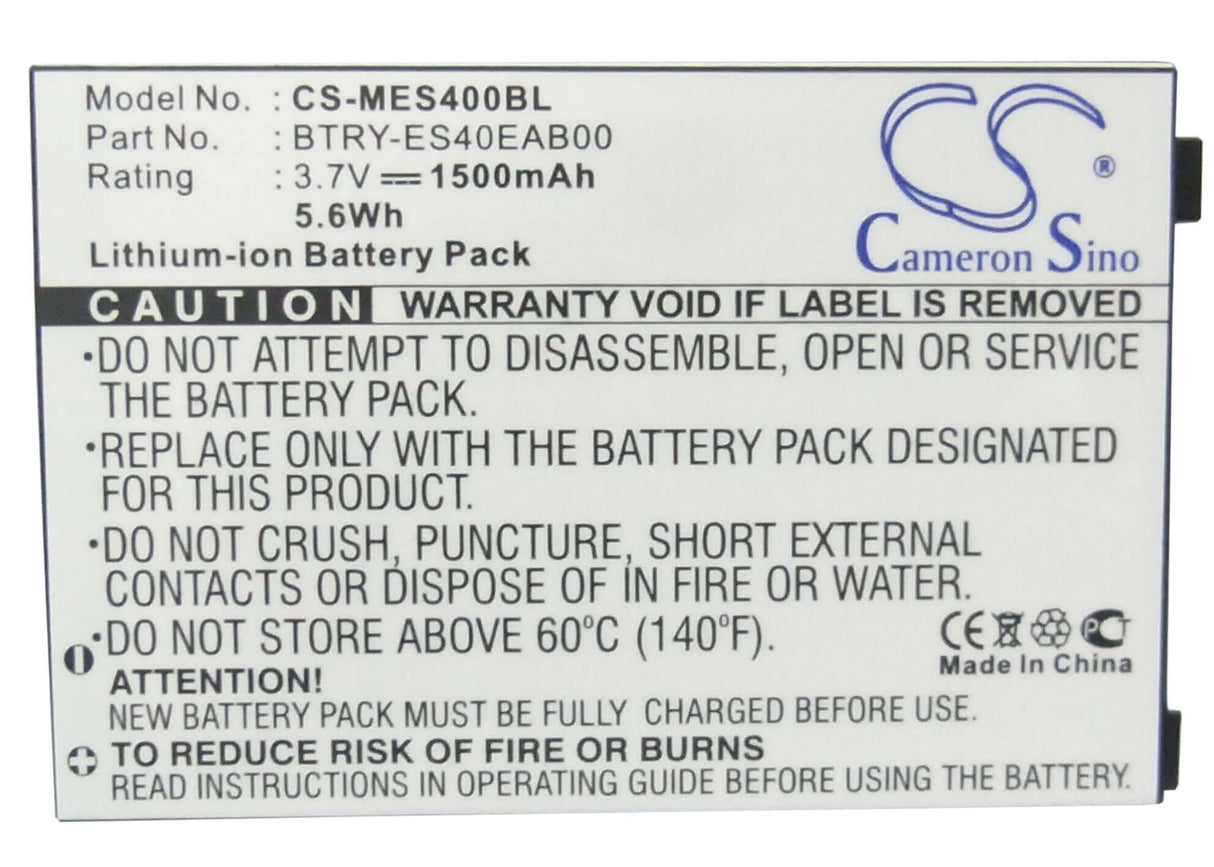 Model No. : CS-MES400BL
Part No. : BTRY-ES40EAB00
Rating : 3.7V 1500mAh
5.6Wh
Lithium-ion Battery Pack
CS ®
Cameron Sino
CAUTION WARRANTY VOID IF LABEL IS REMOVED
•DO NOT ATTEMPT TO DISASSEMBLE, OPEN OR SERVICE
THE BATTERY PACK.
•REPLACE ONLY WITH THE BATTERY PACK DESIGNATED
FOR THIS PRODUCT.
•DO NOT CRUSH, PUNCTURE, SHORT EXTERNAL
CONTACTS OR DISPOSE OF IN FIRE OR WATER.
•DO NOT STORE ABOVE 60°C (140°F).
CE PCT
Made In China
ATTENTION!
NEW BATTERY PACK MUST BE FULLY CHARGED BEFORE USE.
TO REDUCE RISK OF FIRE OR BURNS
READ INSTRUCTIONS IN OPERATING GUIDE BEFORE USING THE BATTERY.